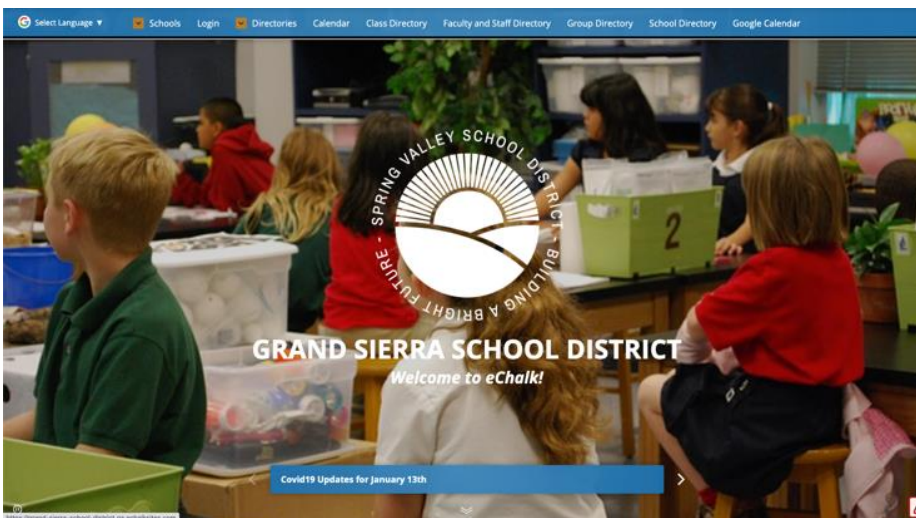 Select Language ▼ Schools Login Directories Calendar Class Directory Faculty and Staff Directory Group Directory School Directory Google Calendar
SPRING VALLEY SCHOOL DISTRICT - BUILDING A BRIGHT FUTURE -
2
GRAND SIERRA SCHOOL DISTRICT
Welcome to eChalk!
Covid19 Updates for January 13th